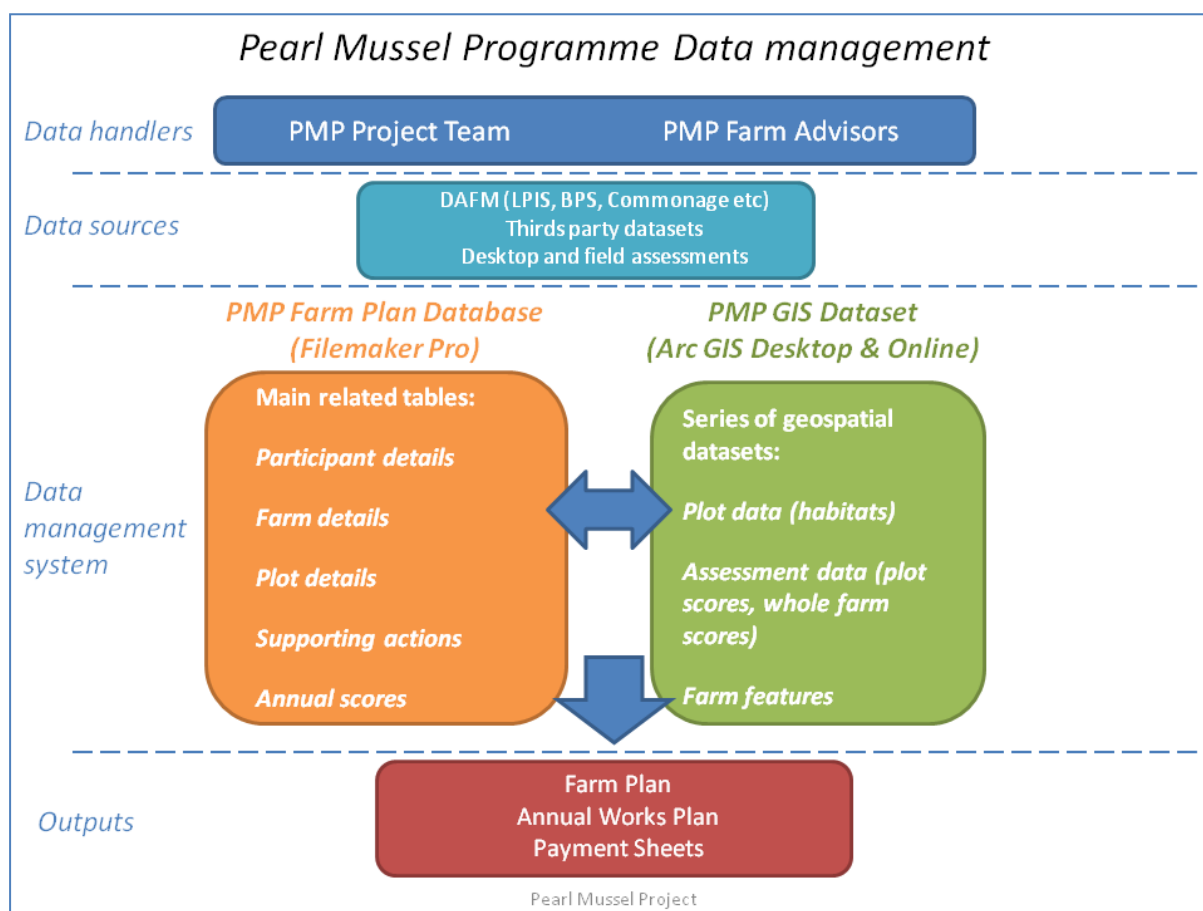 Pearl Mussel Programme Data management
Data handlers
PMP Project Team
PMP Farm Advisors
Data sources
DAFM (LPIS, BPS, Commonage etc)
Thirds party datasets
Desktop and field assessments
Data
management
system
PMP Farm Plan Database
(Filemaker Pro)
Main related tables:
Participant details
Farm details
Plot details
Supporting actions
Annual scores
PMP GIS Dataset
(Arc GIS Desktop & Online)
Series of geospatial
datasets:
Plot data (habitats)
Assessment data (plot
scores, whole farm
scores)
Farm features
Outputs
Farm Plan
Annual Works Plan
Payment Sheets
Pearl Mussel Project